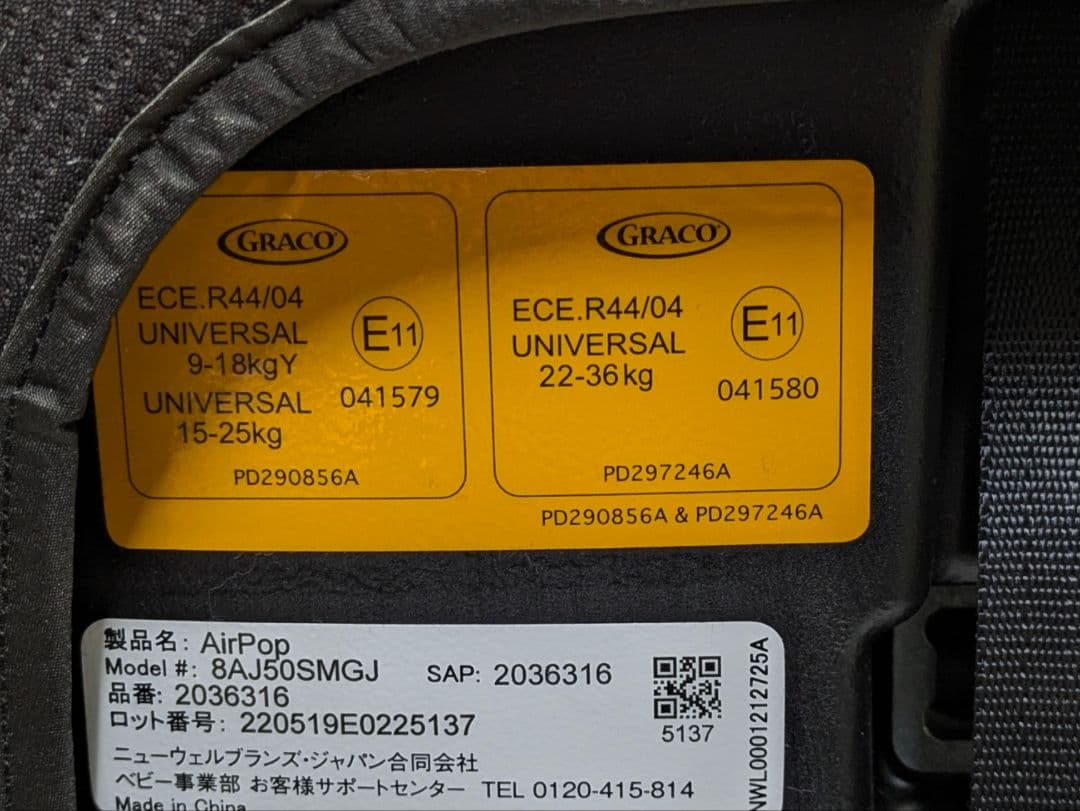 GRACO
ECE.R44/04
UNIVERSAL
9-18kgY
UNIVERSAL
15-25kg
E11
041579
PD290856A
GRACO
ECE.R44/04
UNIVERSAL
22-36kg
E11
041580
PD297246A
PD290856A & PD297246A
製品名: AirPop
Model #: 8AJ50SMGJ SAP: 2036316
品番: 2036316
ロット番号: 220519E0225137
5137
ニューウェルブランズ・ジャパン合同会社
ベビー事業部 お客様サポートセンター TEL 0120-415-814
Made in China
NWL0001212725A